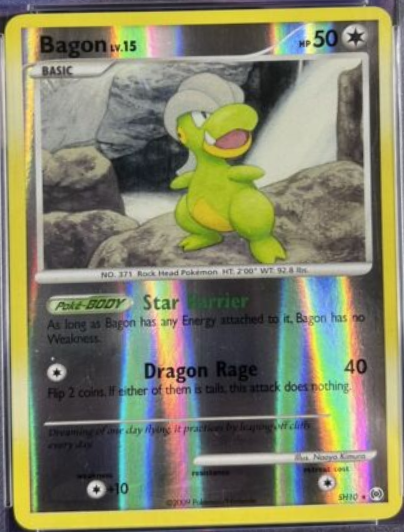 Bagon LV.15 HP 50
BASIC
NO. 371 Rock Head Pokémon HT: 2'00" WT: 92.8 lbs.
Poké-BODY Star Barrier
As long as Bagon has any Energy attached to it, Bagon has no
Weakness.
Dragon Rage 40
Flip 2 coins. If either of them is tails, this attack does nothing.
Dreaming of one day flying, it practices by leaping off cliffs
every day.
Illus. Naoyo Kimura
weakness resistance retreat cost
+10
©2009 Pokémon/Nintendo SH10